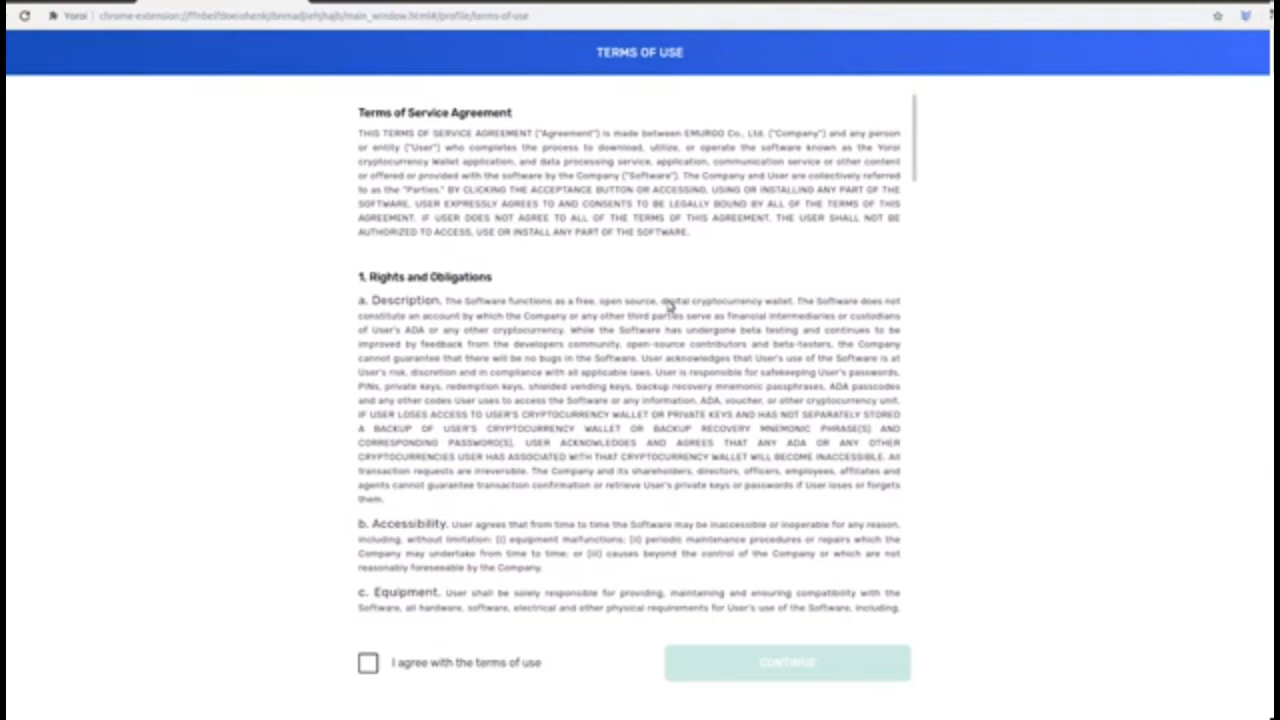 Yoroi | chrome-extension://ffnbelfdoeiohenkjibnmadjiehjhajb/main_window.html#/profile/terms-of-use
TERMS OF USE
Terms of Service Agreement
THIS TERMS OF SERVICE AGREEMENT ("Agreement") is made between EMURGO Co., Ltd. ("Company") and any person
or entity ("User") who completes the process to download, utilize, or operate the software known as the Yoroi
cryptocurrency Wallet application, and data processing service, application, communication service or other content
or offered or provided with the software by the Company ("Software"). The Company and User are collectively referred
to as the "Parties." BY CLICKING THE ACCEPTANCE BUTTON OR ACCESSING, USING OR INSTALLING ANY PART OF THE
SOFTWARE, USER EXPRESSLY AGREES TO AND CONSENTS TO BE LEGALLY BOUND BY ALL OF THE TERMS OF THIS
AGREEMENT. IF USER DOES NOT AGREE TO ALL OF THE TERMS OF THIS AGREEMENT, THE USER SHALL NOT BE
AUTHORIZED TO ACCESS, USE OR INSTALL ANY PART OF THE SOFTWARE.
1. Rights and Obligations
a. Description. The Software functions as a free, open source, digital cryptocurrency wallet. The Software does not
constitute an account by which the Company or any other third parties serve as financial intermediaries or custodians
of User's ADA or any other cryptocurrency. While the Software has undergone beta testing and continues to be
improved by feedback from the developers community, open-source contributors and beta-testers, the Company
cannot guarantee that there will be no bugs in the Software. User acknowledges that User's use of the Software is at
User's risk, discretion and in compliance with all applicable laws. User is responsible for safekeeping User's passwords,
PINs, private keys, redemption keys, shielded vending keys, backup recovery mnemonic passphrases, ADA passcodes
and any other codes User uses to access the Software or any information, ADA, voucher, or other cryptocurrency unit.
IF USER LOSES ACCESS TO USER'S CRYPTOCURRENCY WALLET OR PRIVATE KEYS AND HAS NOT SEPARATELY STORED
A BACKUP OF USER'S CRYPTOCURRENCY WALLET OR BACKUP RECOVERY MNEMONIC PHRASE(S) AND
CORRESPONDING PASSWORD(S), USER ACKNOWLEDGES AND AGREES THAT ANY ADA OR ANY OTHER
CRYPTOCURRENCIES USER HAS ASSOCIATED WITH THAT CRYPTOCURRENCY WALLET WILL BECOME INACCESSIBLE. All
transaction requests are irreversible. The Company and its shareholders, directors, officers, employees, affiliates and
agents cannot guarantee transaction confirmation or retrieve User's private keys or passwords if User loses or forgets
them.
b. Accessibility. User agrees that from time to time the Software may be inaccessible or inoperable for any reason,
including, without limitation: (i) equipment malfunctions; (ii) periodic maintenance procedures or repairs which the
Company may undertake from time to time; or (iii) causes beyond the control of the Company or which are not
reasonably foreseeable by the Company.
c. Equipment. User shall be solely responsible for providing, maintaining and ensuring compatibility with the
Software, all hardware, software, electrical and other physical requirements for User's use of the Software, including,
I agree with the terms of use
CONTINUE